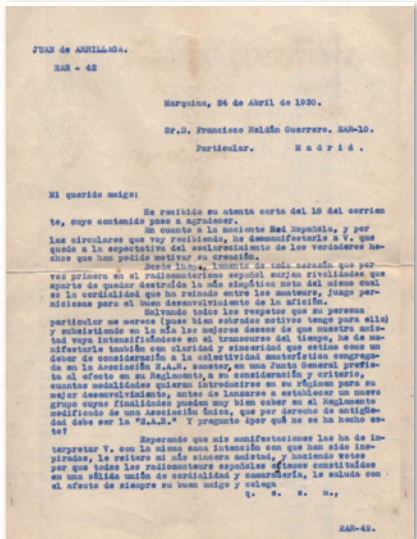 JUAN de ARRILLAGA.
EAR - 42
Marquina, 24 de Abril de 1930.
Sr.D. Francisco Roldán Guerrero. EAR-10.
Particular. Madrid.
Mi querido amigo:
He recibido su atenta carta del 18 del corrien
te, cuyo contenido paso a agradecer.
En cuanto a la naciente Red Española, y por
las circulares que voy recibiendo, he demanifestarle a V. que
quedo a la expectativa del esclarecimiento de los verdaderos he-
chos que han podido motivar su creación.
Desde luego, lamento de todo corazón que por
vez primera en el radioamateur español surjan rivalidades que
aparte de quedar destruída la más simpática nota del mismo cual
es la cordialidad que ha reinado entre los amateurs, juzgo per-
niciosas para el buen desenvolvimiento de la afición.
Salvando todos los respetos que su persona
particular me merece (pues bien sobrados motivos tengo para ello)
y subsistiendo en mí los mejores deseos de que nuestra amis-
tad vaya intensificándose en el transcurso del tiempo, he de ma-
nifestarle también con claridad y sinceridad que estimo como un
deber de consideración a la colectividad amateurística congrega-
da en la Asociación E.A.R. someter, en una Junta General previs-
ta al efecto en su Reglamento, a su consideración y criterio,
cuantas modalidades quieran introducirse en su régimen para su
mejor desenvolvimiento, antes de lanzarse a establecer un nuevo
grupo cuyas finalidades pueden muy bien caber en el Reglamento
modificado de una Asociación única, que por derecho de antigüe-
dad debe ser la "E.A.R." Y pregunto ¿por qué no se ha hecho es-
te?
Esperando que mis manifestaciones las ha de in-
terpretar V. con la misma sana intención con que han sido ins-
piradas, le reitero mi más sincera amistad, y haciendo votos
por que todos los radioamateurs españoles estemos constituídos
en una sólida unión de cordialidad y camaradería, le saluda con
el afecto de siempre su buen amigo y colega
q. e. s. m.,
EAR-42.